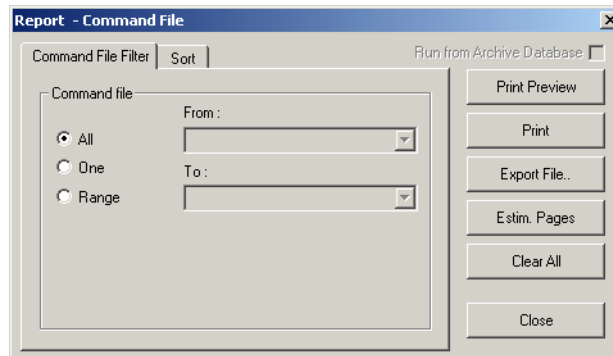 Report - Command File
Command File Filter
Sort
Run from Archive Database
Command file
From :
All
One
To :
Range
Print Preview
Print
Export File..
Estim. Pages
Clear All
Close